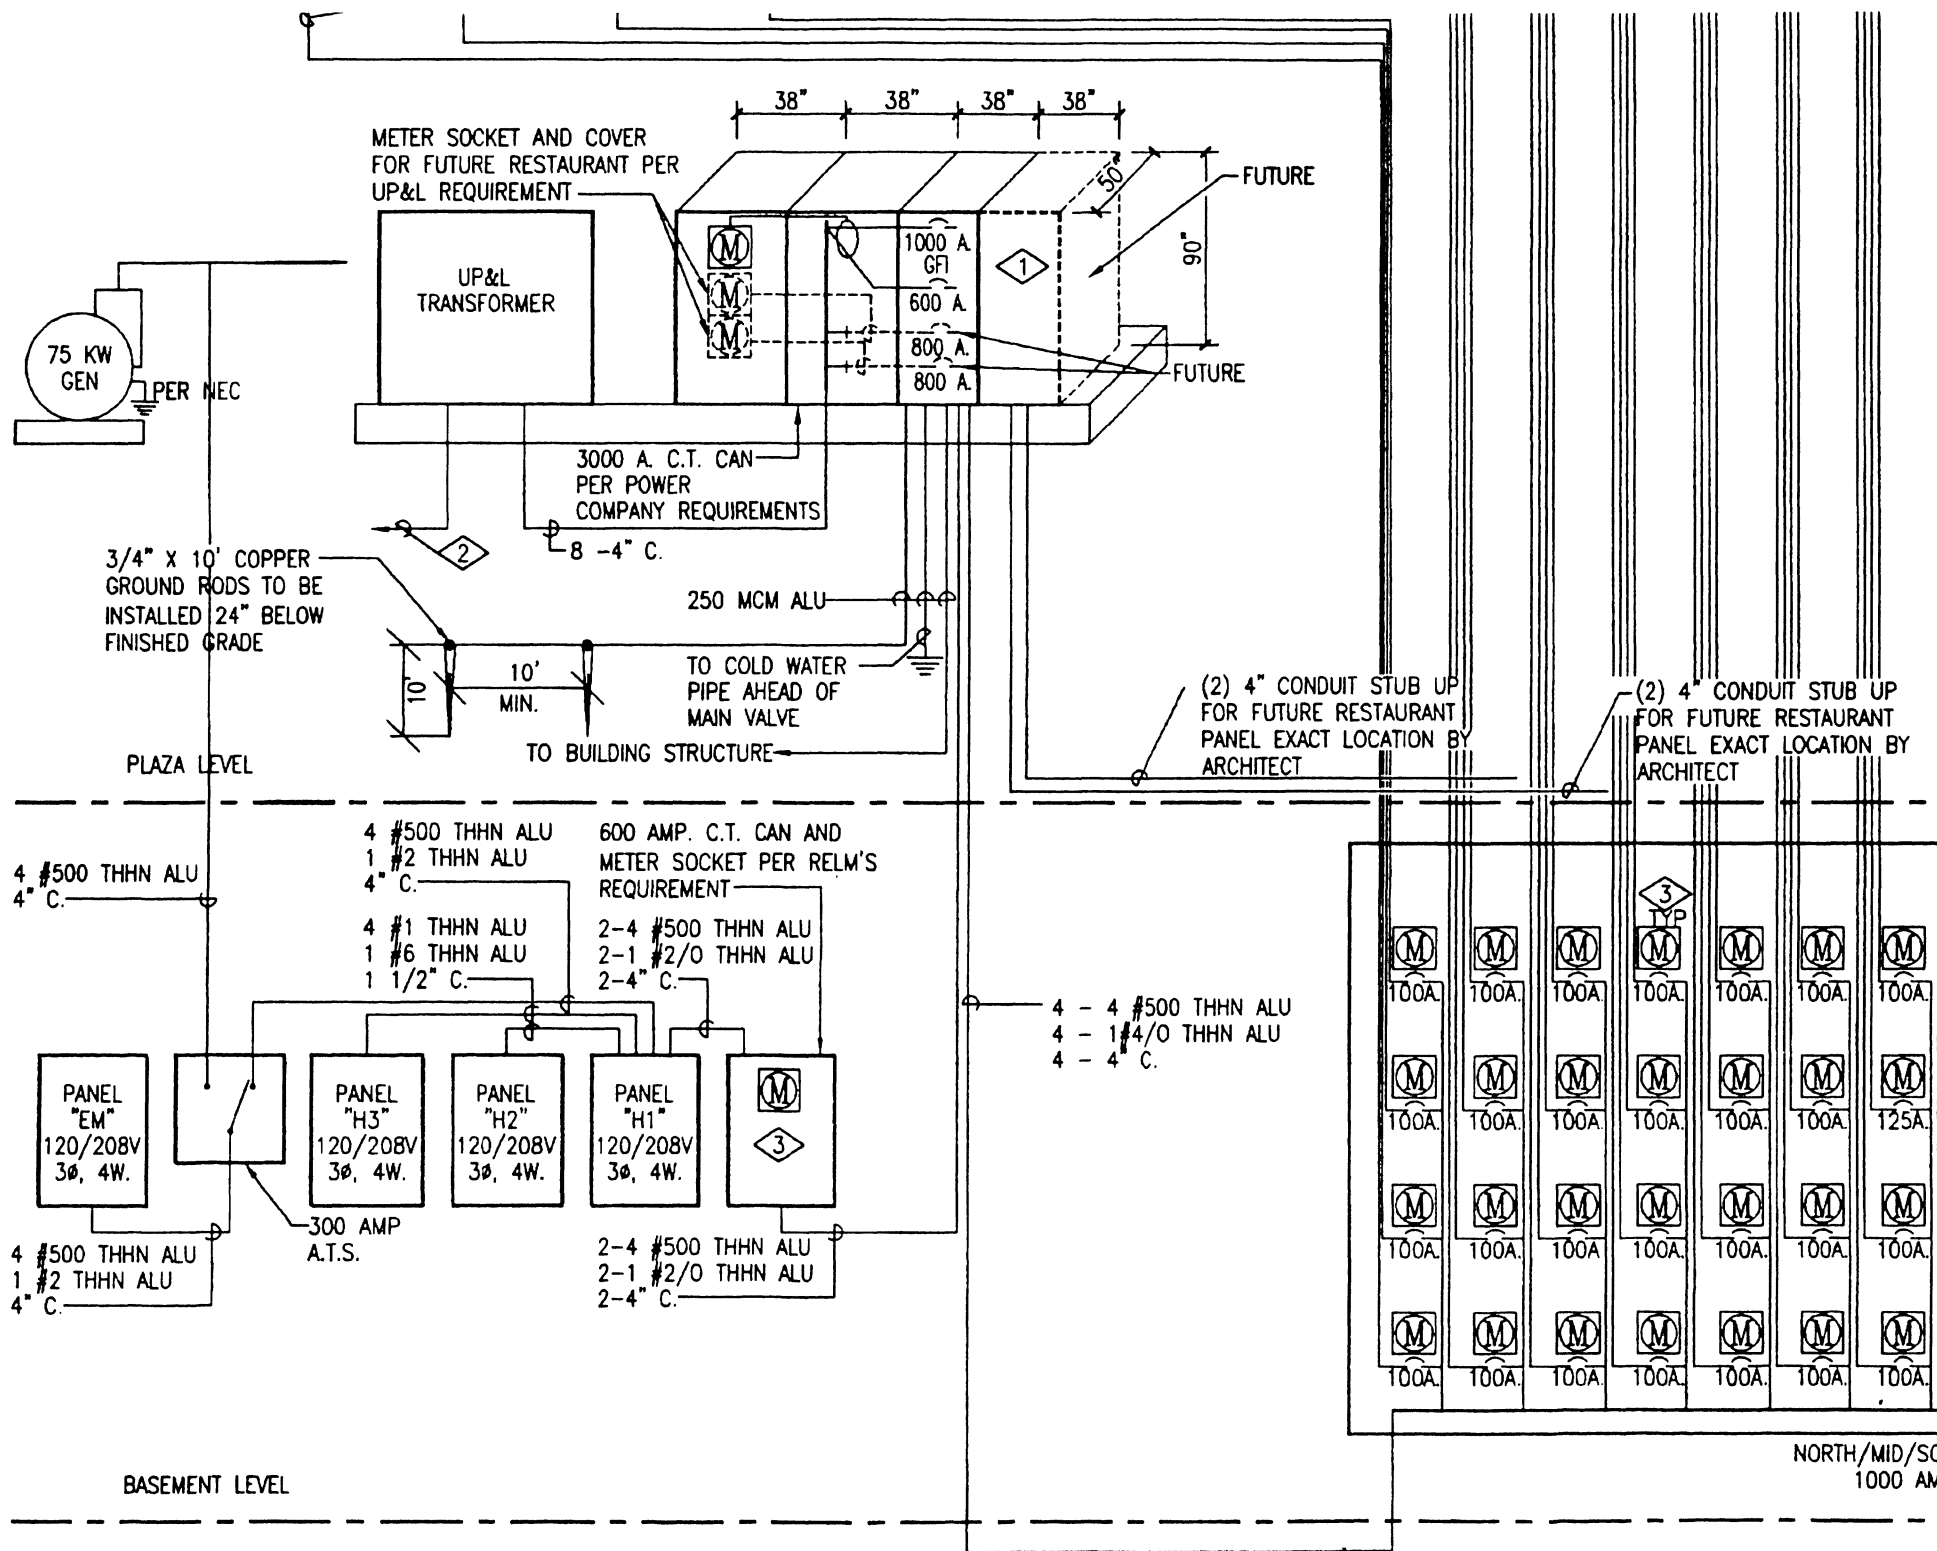 38" 38" 38" 38"
METER SOCKET AND COVER
FOR FUTURE RESTAURANT PER
UP&L REQUIREMENT
50"
FUTURE
90"
UP&L
TRANSFORMER
M
M
M
1000 A.
GFI
600 A.
800 A.
800 A.
1
FUTURE
75 KW
GEN
PER NEC
3000 A. C.T. CAN
PER POWER
COMPANY REQUIREMENTS
2
8 -4" C.
3/4" X 10' COPPER
GROUND RODS TO BE
INSTALLED 24" BELOW
FINISHED GRADE
250 MCM ALU
10'
10'
MIN.
TO COLD WATER
PIPE AHEAD OF
MAIN VALVE
TO BUILDING STRUCTURE
(2) 4" CONDUIT STUB UP
FOR FUTURE RESTAURANT
PANEL EXACT LOCATION BY
ARCHITECT
(2) 4" CONDUIT STUB UP
FOR FUTURE RESTAURANT
PANEL EXACT LOCATION BY
ARCHITECT
PLAZA LEVEL
4 #500 THHN ALU
4" C.
4 #500 THHN ALU
1 #2 THHN ALU
4" C.
4 #1 THHN ALU
1 #6 THHN ALU
1 1/2" C.
600 AMP. C.T. CAN AND
METER SOCKET PER RELM'S
REQUIREMENT
2-4 #500 THHN ALU
2-1 #2/0 THHN ALU
2-4" C.
4 - 4 #500 THHN ALU
4 - 1#4/0 THHN ALU
4 - 4" C.
PANEL
"EM"
120/208V
3ø, 4W.
PANEL
"H3"
120/208V
3ø, 4W.
PANEL
"H2"
120/208V
3ø, 4W.
PANEL
"H1"
120/208V
3ø, 4W.
M
3
300 AMP
A.T.S.
4 #500 THHN ALU
1 #2 THHN ALU
4" C.
2-4 #500 THHN ALU
2-1 #2/0 THHN ALU
2-4" C.
3
TYP
M M M M M M M
100A. 100A. 100A. 100A. 100A. 100A. 100A.
M M M M M M M
100A. 100A. 100A. 100A. 100A. 100A. 125A.
M M M M M M M
100A. 100A. 100A. 100A. 100A. 100A. 100A.
M M M M M M M
100A. 100A. 100A. 100A. 100A. 100A. 100A.
NORTH/MID/SO
1000 AM
BASEMENT LEVEL